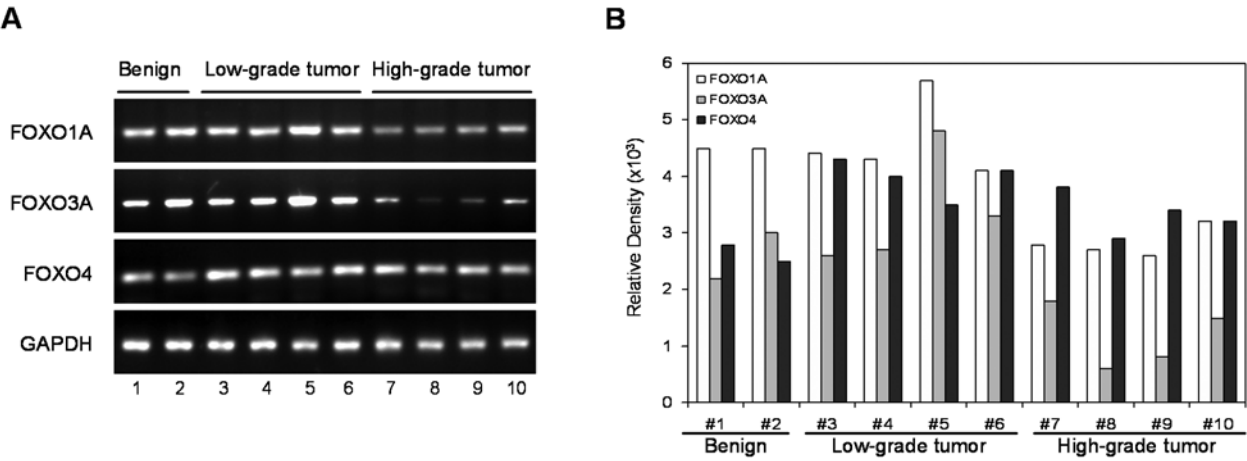 A
Benign Low-grade tumor High-grade tumor
FOXO1A
FOXO3A
FOXO4
GAPDH
1 2 3 4 5 6 7 8 9 10
B
Relative Density (x10³)
6
5
4
3
2
1
0
FOXO1A
FOXO3A
FOXO4
#1 #2 #3 #4 #5 #6 #7 #8 #9 #10
Benign Low-grade tumor High-grade tumor